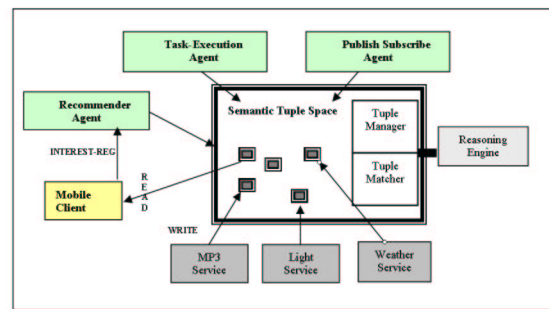 Task-Execution
Agent
Publish Subscribe
Agent
Recommender
Agent
Semantic Tuple Space
Tuple
Manager
Reasoning
Engine
INTEREST-REG
Tuple
Matcher
READ
Mobile
Client
WRITE
MP3
Service
Light
Service
Weather
Service